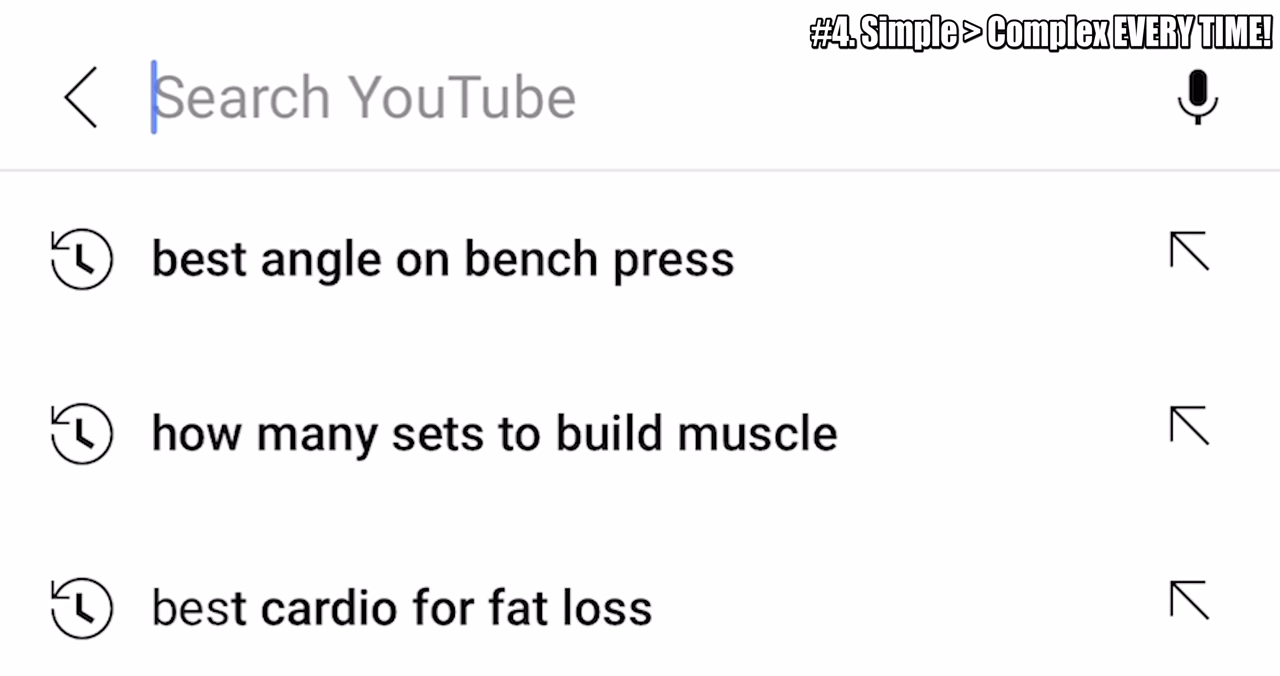 #4. Simple > Complex EVERY TIME!
Search YouTube
best angle on bench press
how many sets to build muscle
best cardio for fat loss